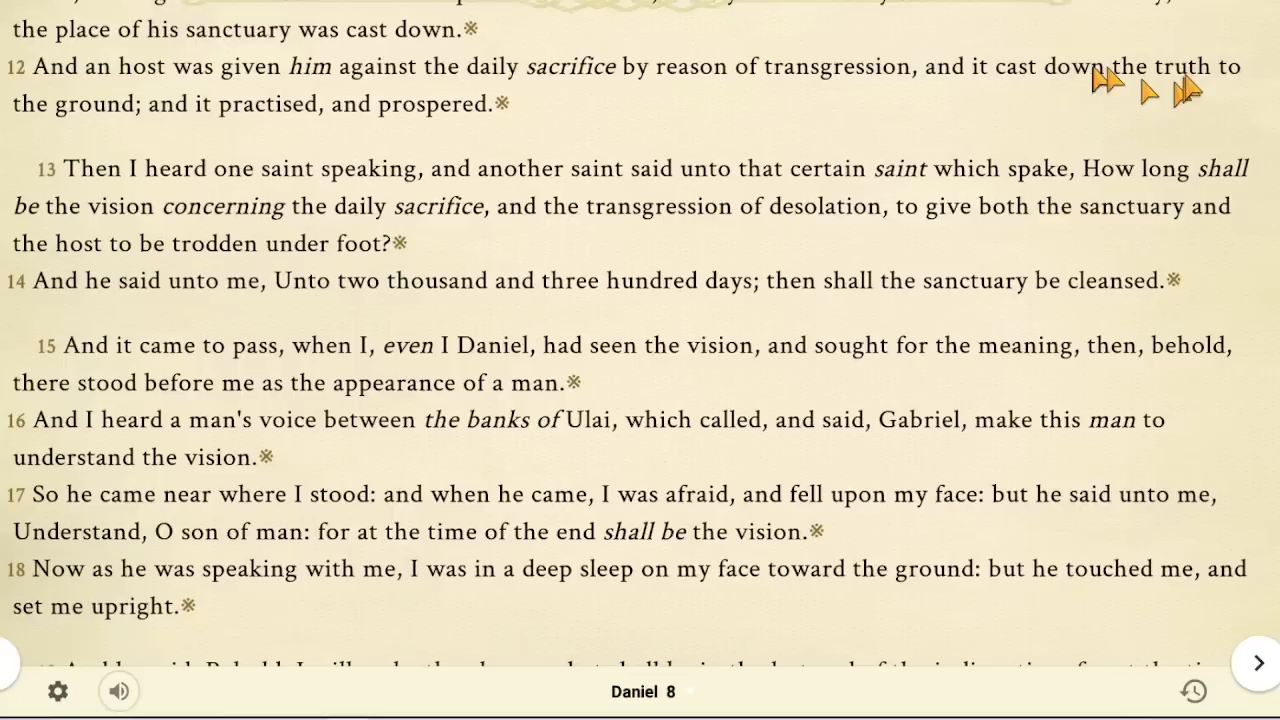 the place of his sanctuary was cast down.※
12 And an host was given him against the daily sacrifice by reason of transgression, and it cast down the truth to
the ground; and it practised, and prospered.※
13 Then I heard one saint speaking, and another saint said unto that certain saint which spake, How long shall
be the vision concerning the daily sacrifice, and the transgression of desolation, to give both the sanctuary and
the host to be trodden under foot?※
14 And he said unto me, Unto two thousand and three hundred days; then shall the sanctuary be cleansed.※
15 And it came to pass, when I, even I Daniel, had seen the vision, and sought for the meaning, then, behold,
there stood before me as the appearance of a man.※
16 And I heard a man's voice between the banks of Ulai, which called, and said, Gabriel, make this man to
understand the vision.※
17 So he came near where I stood: and when he came, I was afraid, and fell upon my face: but he said unto me,
Understand, O son of man: for at the time of the end shall be the vision.※
18 Now as he was speaking with me, I was in a deep sleep on my face toward the ground: but he touched me, and
set me upright.※
Daniel 8